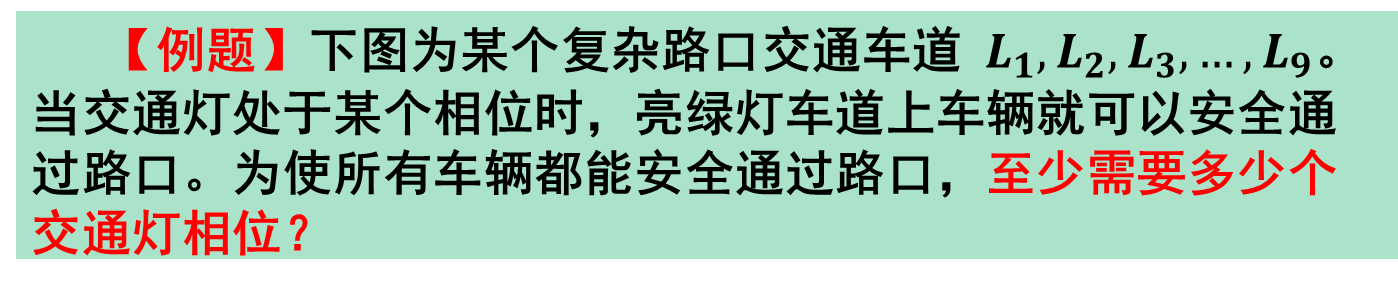 【例题】下图为某个复杂路口交通车道 L₁, L₂, L₃, … , L₉。
当交通灯处于某个相位时，亮绿灯车道上车辆就可以安全通
过路口。为使所有车辆都能安全通过路口，至少需要多少个
交通灯相位？